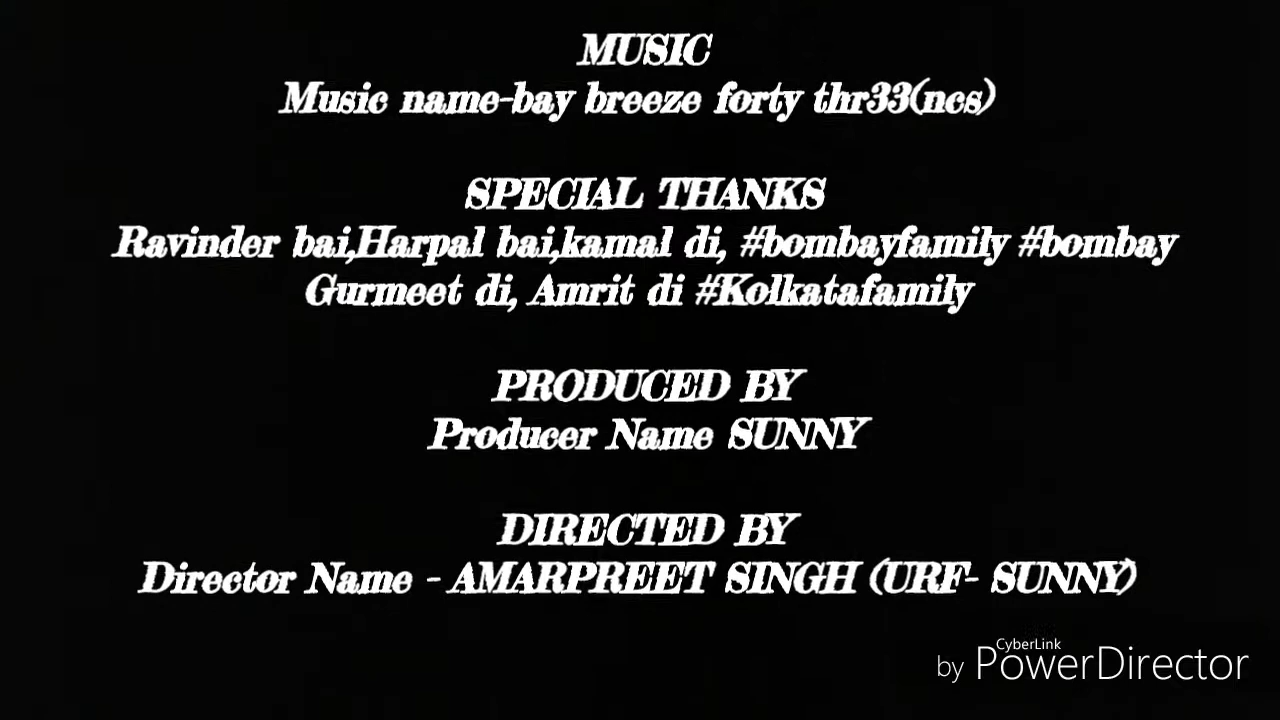 MUSIC
Music name-bay breeze forty thr33(ncs)
SPECIAL THANKS
Ravinder bai,Harpal bai,kamal di, #bombayfamily #bombay
Gurmeet di, Amrit di #Kolkatafamily
PRODUCED BY
Producer Name SUNNY
DIRECTED BY
Director Name - AMARPREET SINGH (URF- SUNNY)
CyberLink
by PowerDirector